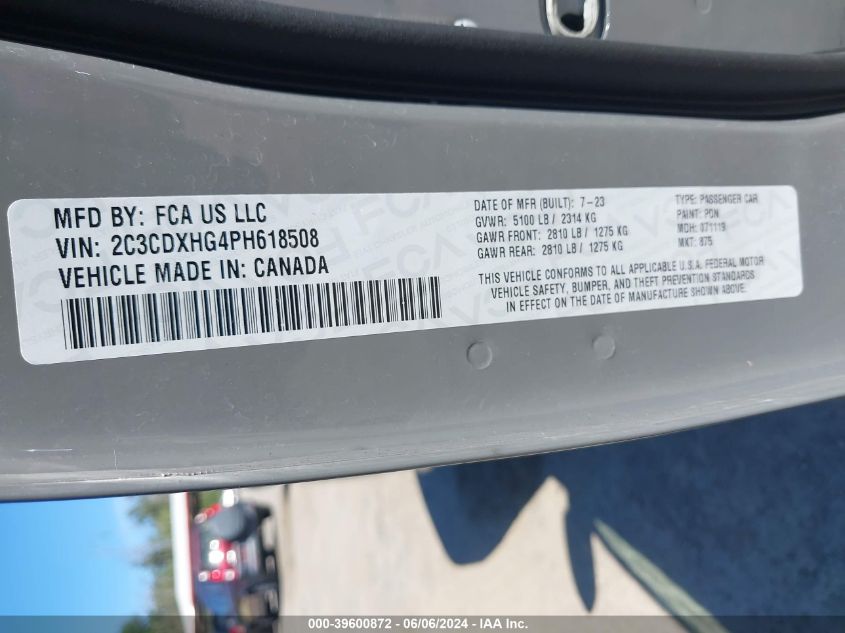 MFD BY: FCA US LLC
VIN: 2C3CDXHG4PH618508
VEHICLE MADE IN: CANADA
DATE OF MFR (BUILT): 7-23
GVWR: 5100 LB / 2314 KG
GAWR FRONT: 2810 LB / 1275 KG
GAWR REAR: 2810 LB / 1275 KG
TYPE: PASSENGER CAR
PAINT: PDN
MDH: 071119
MKT: 875
THIS VEHICLE CONFORMS TO ALL APPLICABLE U.S.A. FEDERAL MOTOR
VEHICLE SAFETY, BUMPER, AND THEFT PREVENTION STANDARDS
IN EFFECT ON THE DATE OF MANUFACTURE SHOWN ABOVE.
000-39600872 - 06/06/2024 - IAA Inc.